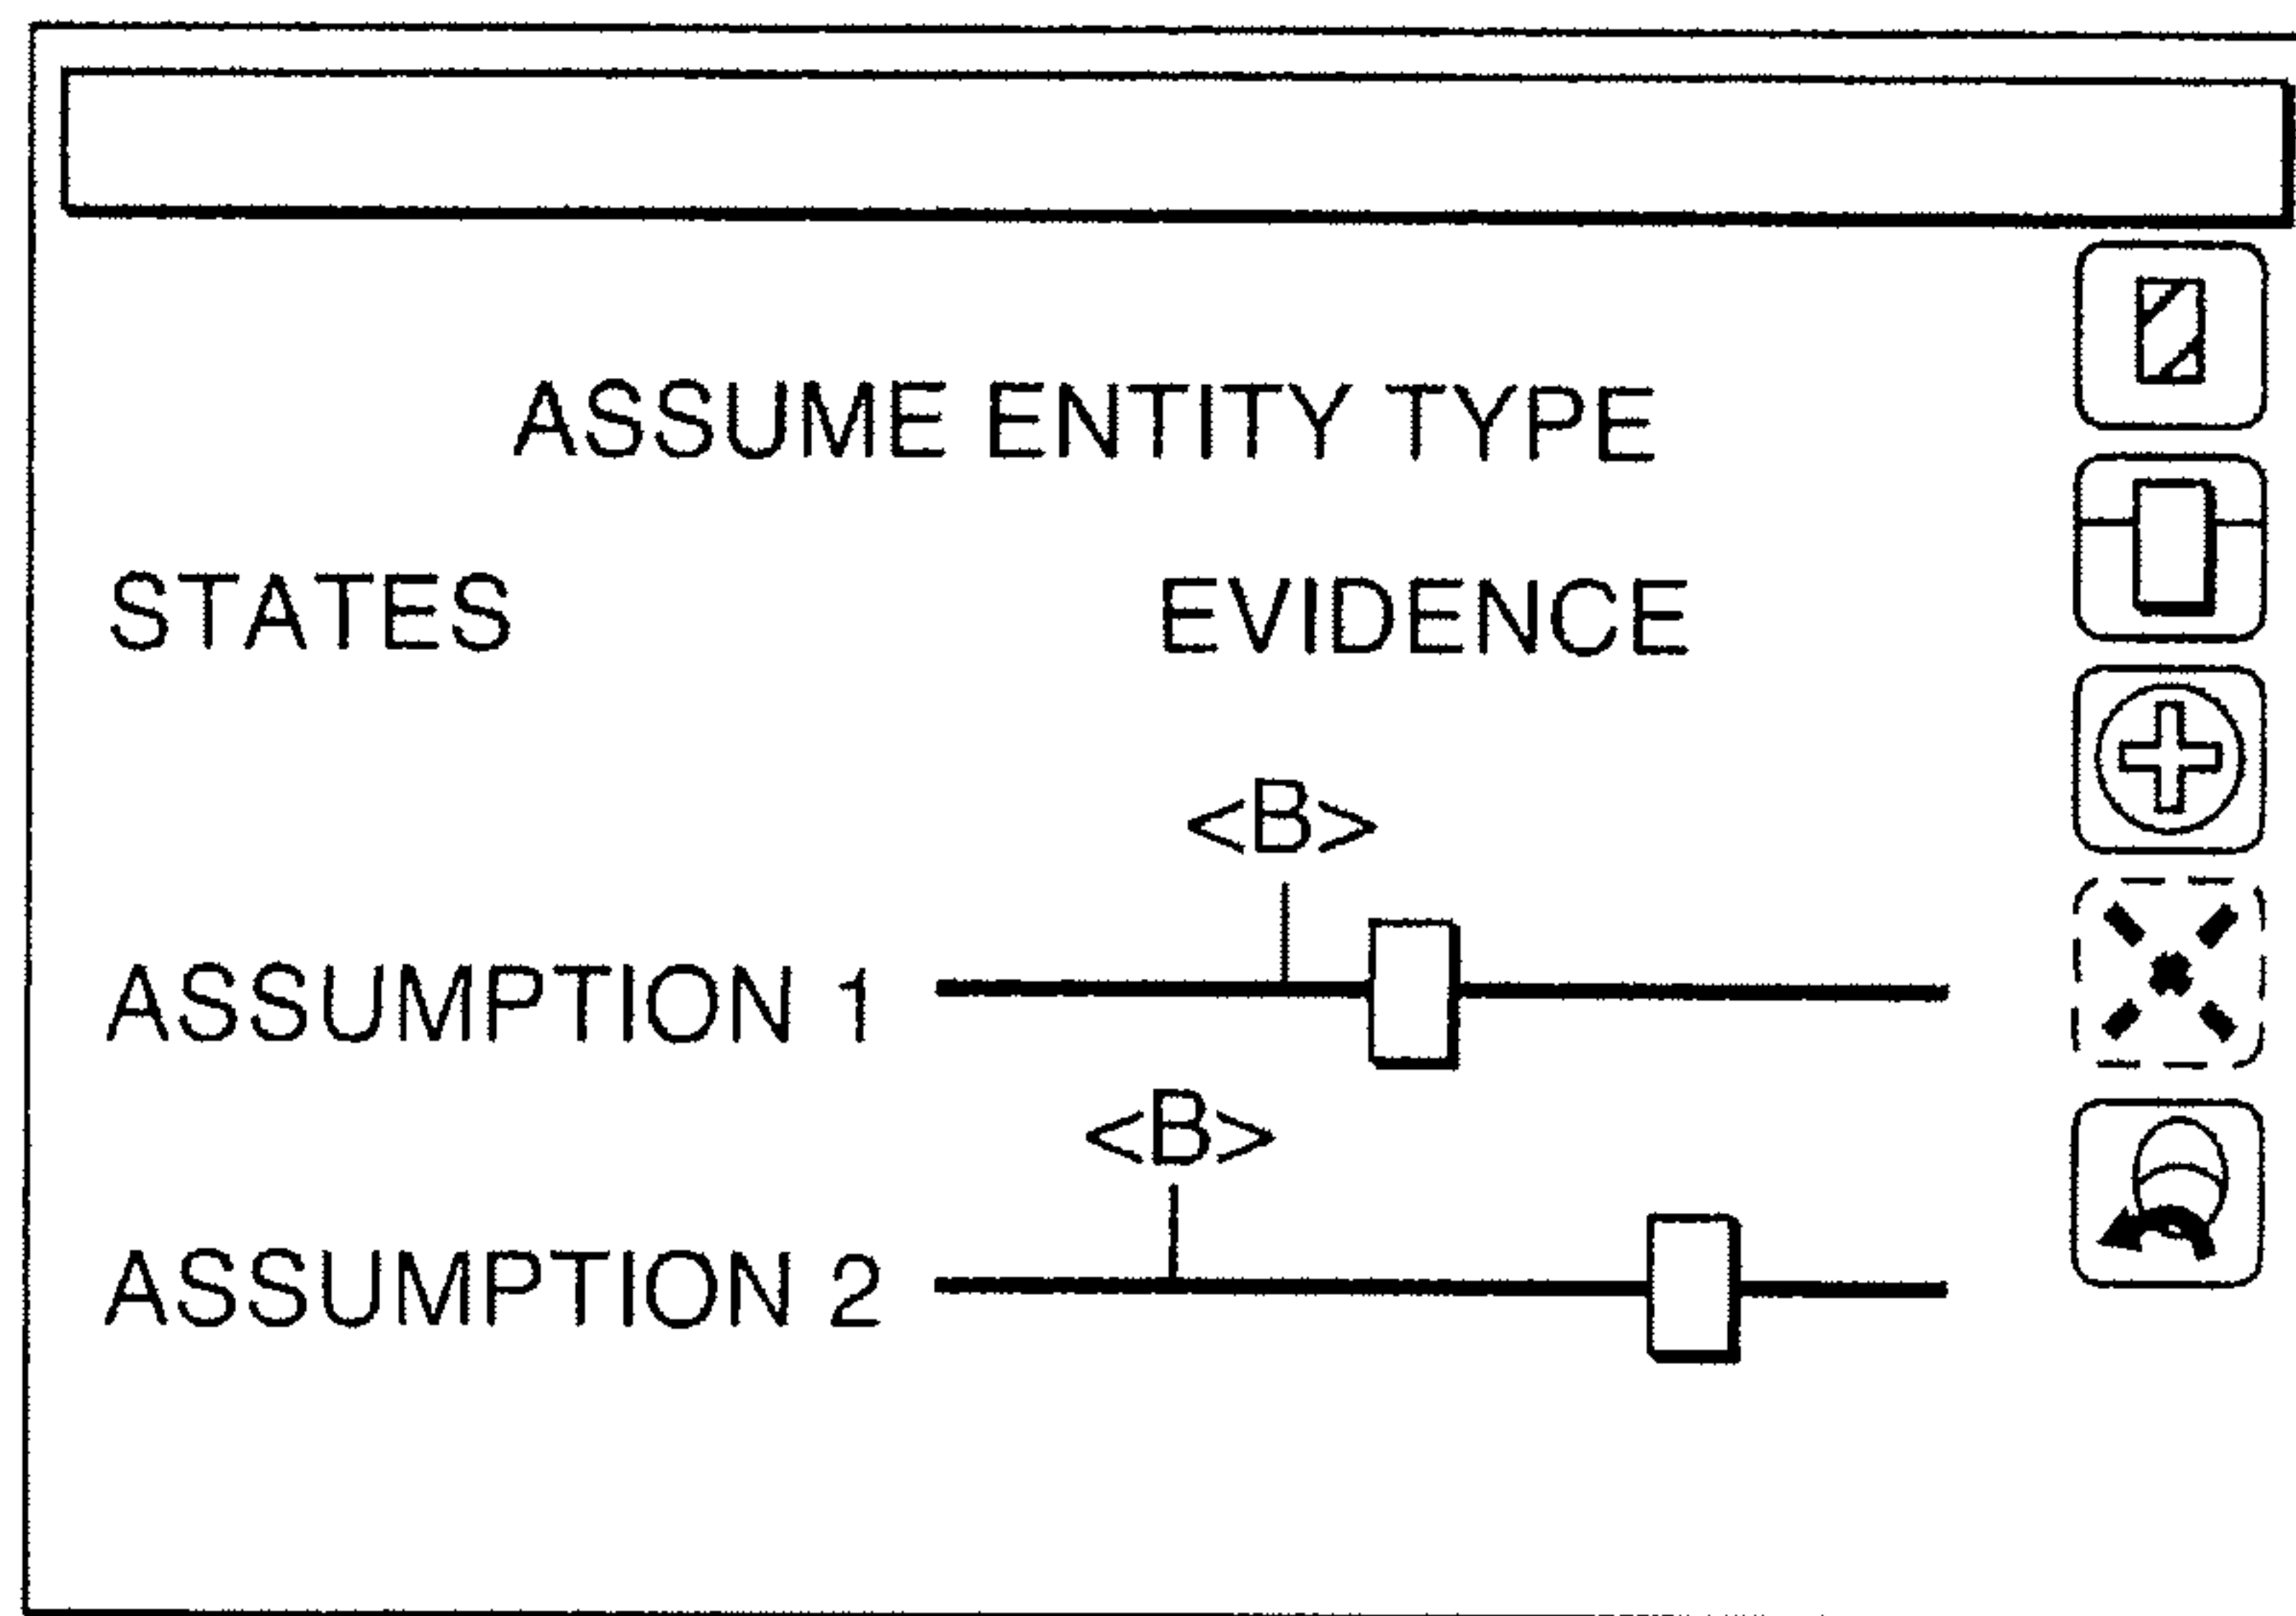 ASSUME ENTITY TYPE
STATES EVIDENCE
<B>
ASSUMPTION 1
<B>
ASSUMPTION 2